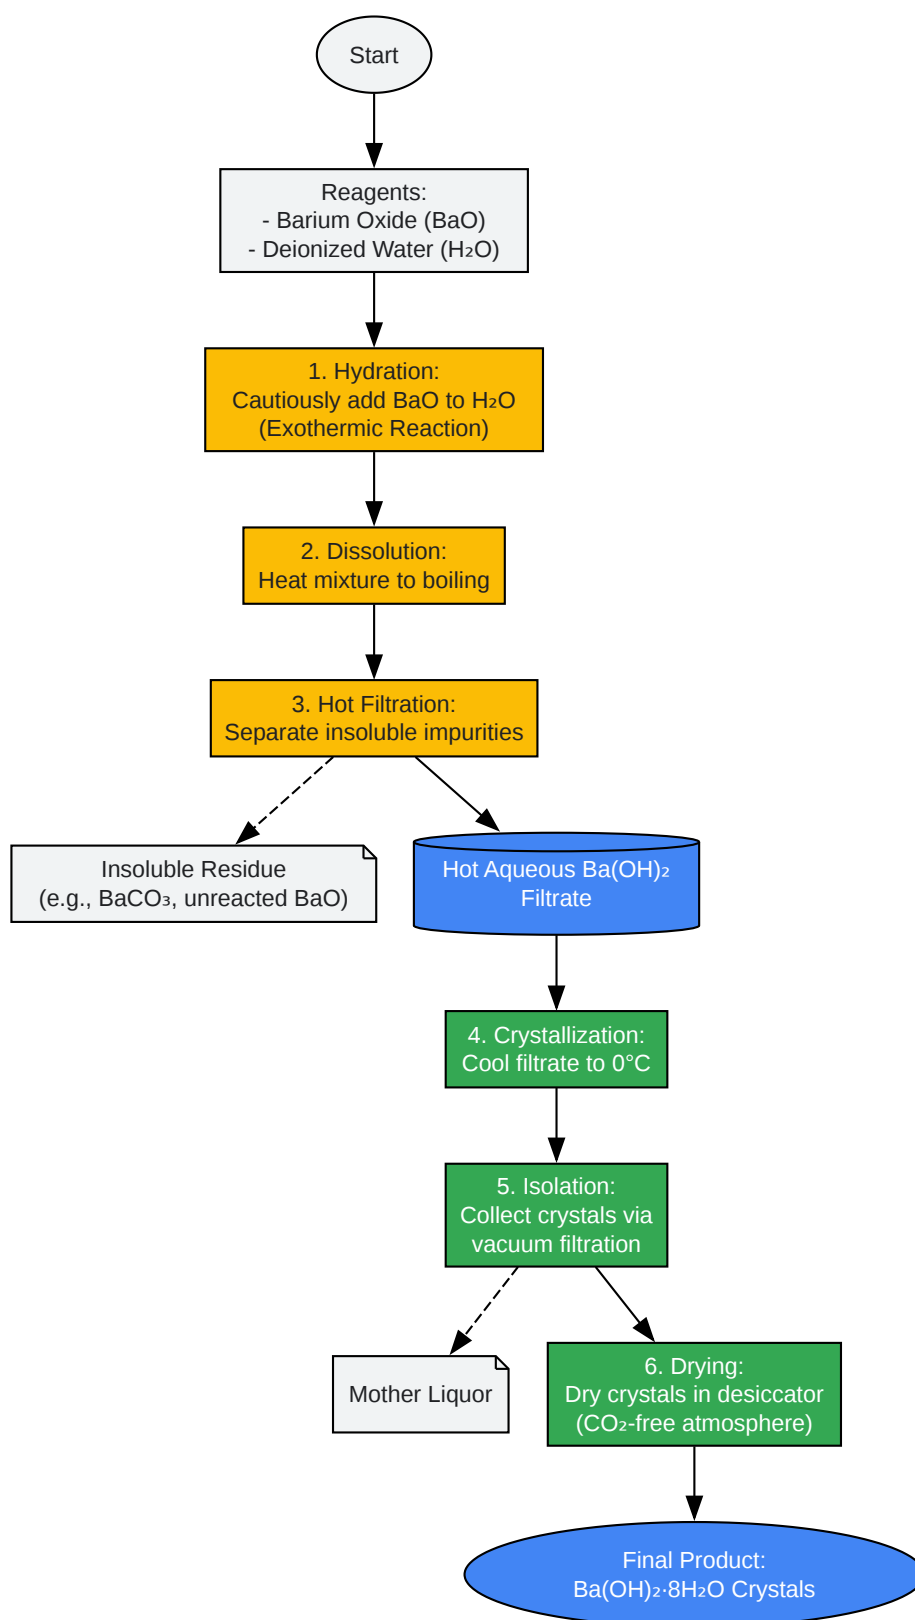 Start
Reagents:
- Barium Oxide (BaO)
- Deionized Water (H₂O)
1. Hydration:
Cautiously add BaO to H₂O
(Exothermic Reaction)
2. Dissolution:
Heat mixture to boiling
3. Hot Filtration:
Separate insoluble impurities
Insoluble Residue
(e.g., BaCO₃, unreacted BaO)
Hot Aqueous Ba(OH)₂
Filtrate
4. Crystallization:
Cool filtrate to 0°C
5. Isolation:
Collect crystals via
vacuum filtration
Mother Liquor
6. Drying:
Dry crystals in desiccator
(CO₂-free atmosphere)
Final Product:
Ba(OH)₂·8H₂O Crystals